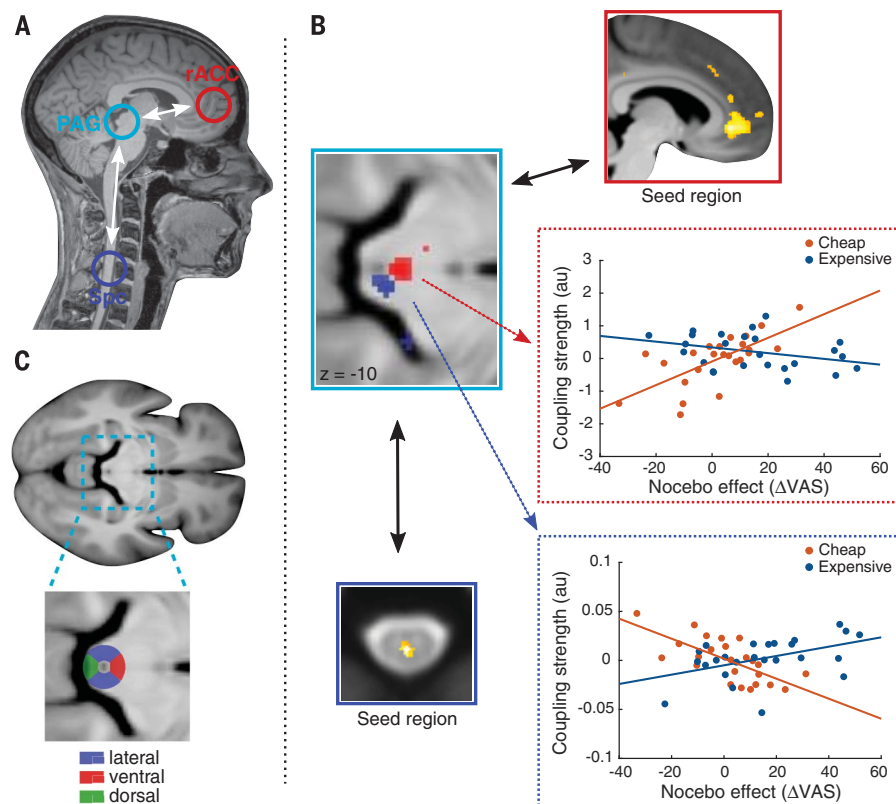 A
rACC
PAG
Spc
B
Seed region
z = -10
Cheap
Expensive
Coupling strength (au)
3
2
1
0
-1
-2
-3
-40 -20 0 20 40 60
Nocebo effect (ΔVAS)
C
lateral
ventral
dorsal
Seed region
Cheap
Expensive
Coupling strength (au)
0.1
0.05
0
-0.05
-0.1
-40 -20 0 20 40 60
Nocebo effect (ΔVAS)